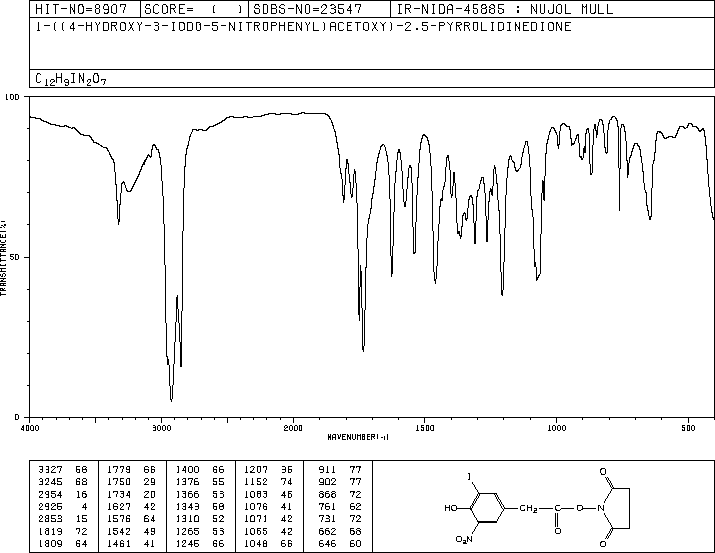 HIT-NO=8907 SCORE= ( ) SDBS-NO=23547 IR-NIDA-45885 : NUJOL MULL
1-((4-HYDROXY-3-IODO-5-NITROPHENYL)ACETOXY)-2,5-PYRROLIDINEDIONE
C12H9IN2O7
100
50
0
TRANSMITTANCE(%)
4000 3000 2000 1500 1000 500
WAVENUMBER(-1)
3327 58 1779 66 1400 66 1207 36 911 77
3245 68 1750 29 1376 55 1152 74 902 77
2954 16 1734 20 1366 53 1083 46 868 72
2925 4 1627 42 1343 58 1076 41 761 62
2853 15 1576 64 1310 52 1071 42 731 72
1819 72 1542 49 1265 53 1065 42 662 58
1809 64 1461 41 1245 66 1048 66 646 60
I
HO
O2N
CH2
C
O
O
N
O
O